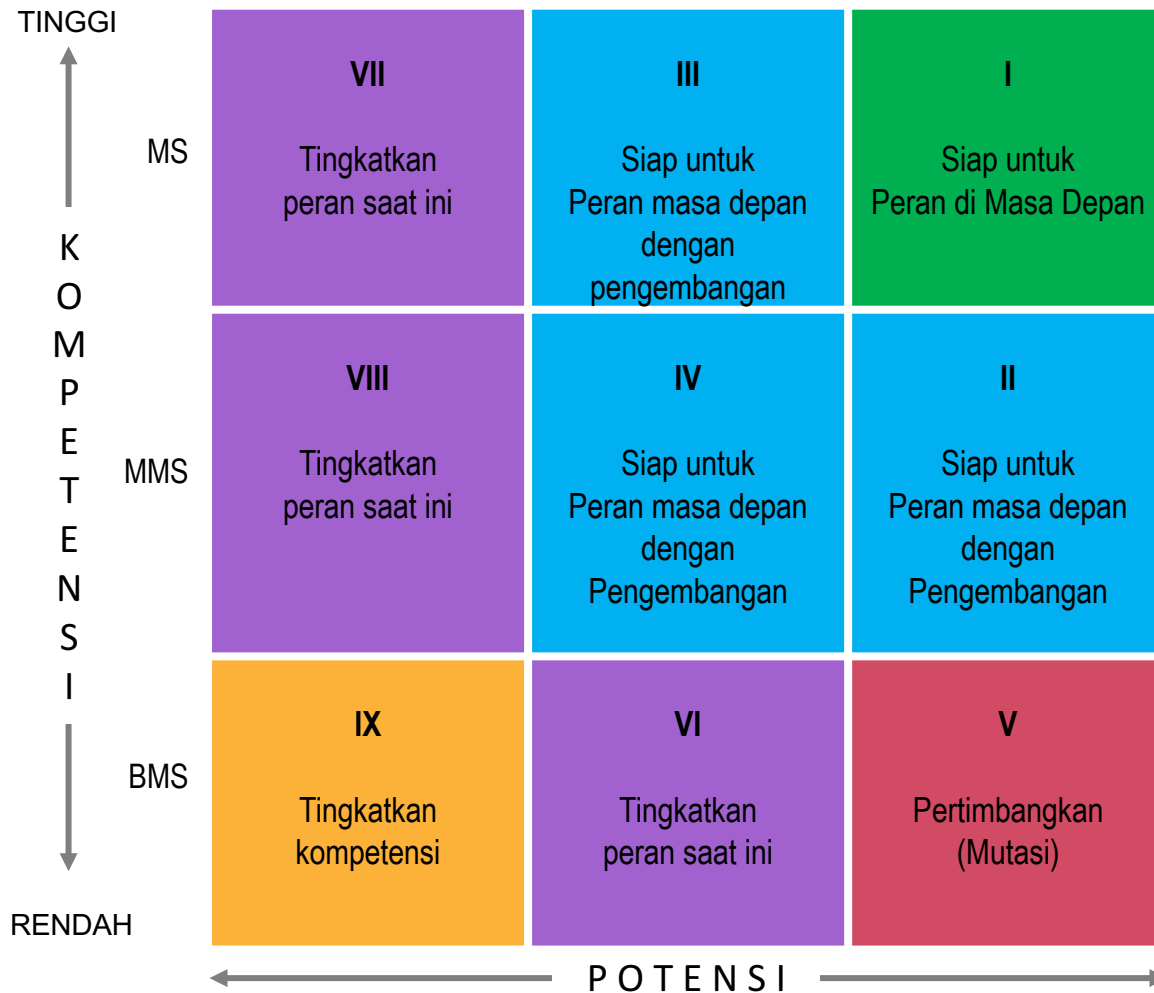 TINGGI
MS
KOMPETENSI
MMS
BMS
RENDAH
VII
Tingkatkan
peran saat ini
III
Siap untuk
Peran masa depan
dengan
pengembangan
I
Siap untuk
Peran di Masa Depan
VIII
Tingkatkan
peran saat ini
IV
Siap untuk
Peran masa depan
dengan
Pengembangan
II
Siap untuk
Peran masa depan
dengan
Pengembangan
IX
Tingkatkan
kompetensi
VI
Tingkatkan
peran saat ini
V
Pertimbangkan
(Mutasi)
POTENSI